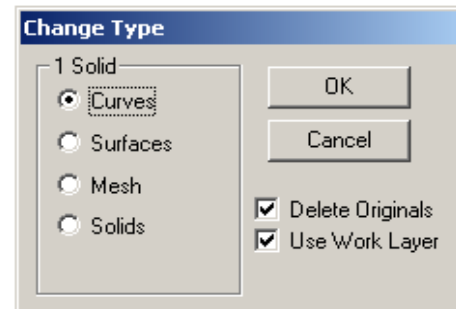 Change Type
1 Solid
Curves
Surfaces
Mesh
Solids
OK
Cancel
Delete Originals
Use Work Layer